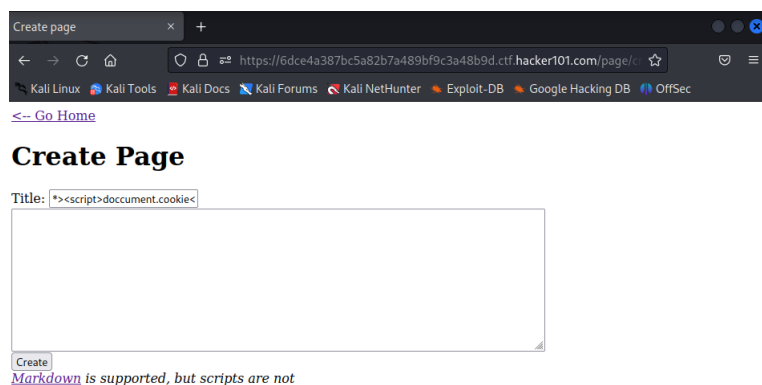 Create page
https://6dce4a387bc5a82b7a489bf9c3a48b9d.ctf.hacker101.com/page/c
Kali Linux Kali Tools Kali Docs Kali Forums Kali NetHunter Exploit-DB Google Hacking DB OffSec
<-- Go Home
Create Page
Title: *><script>doccument.cookie<
Create
Markdown is supported, but scripts are not